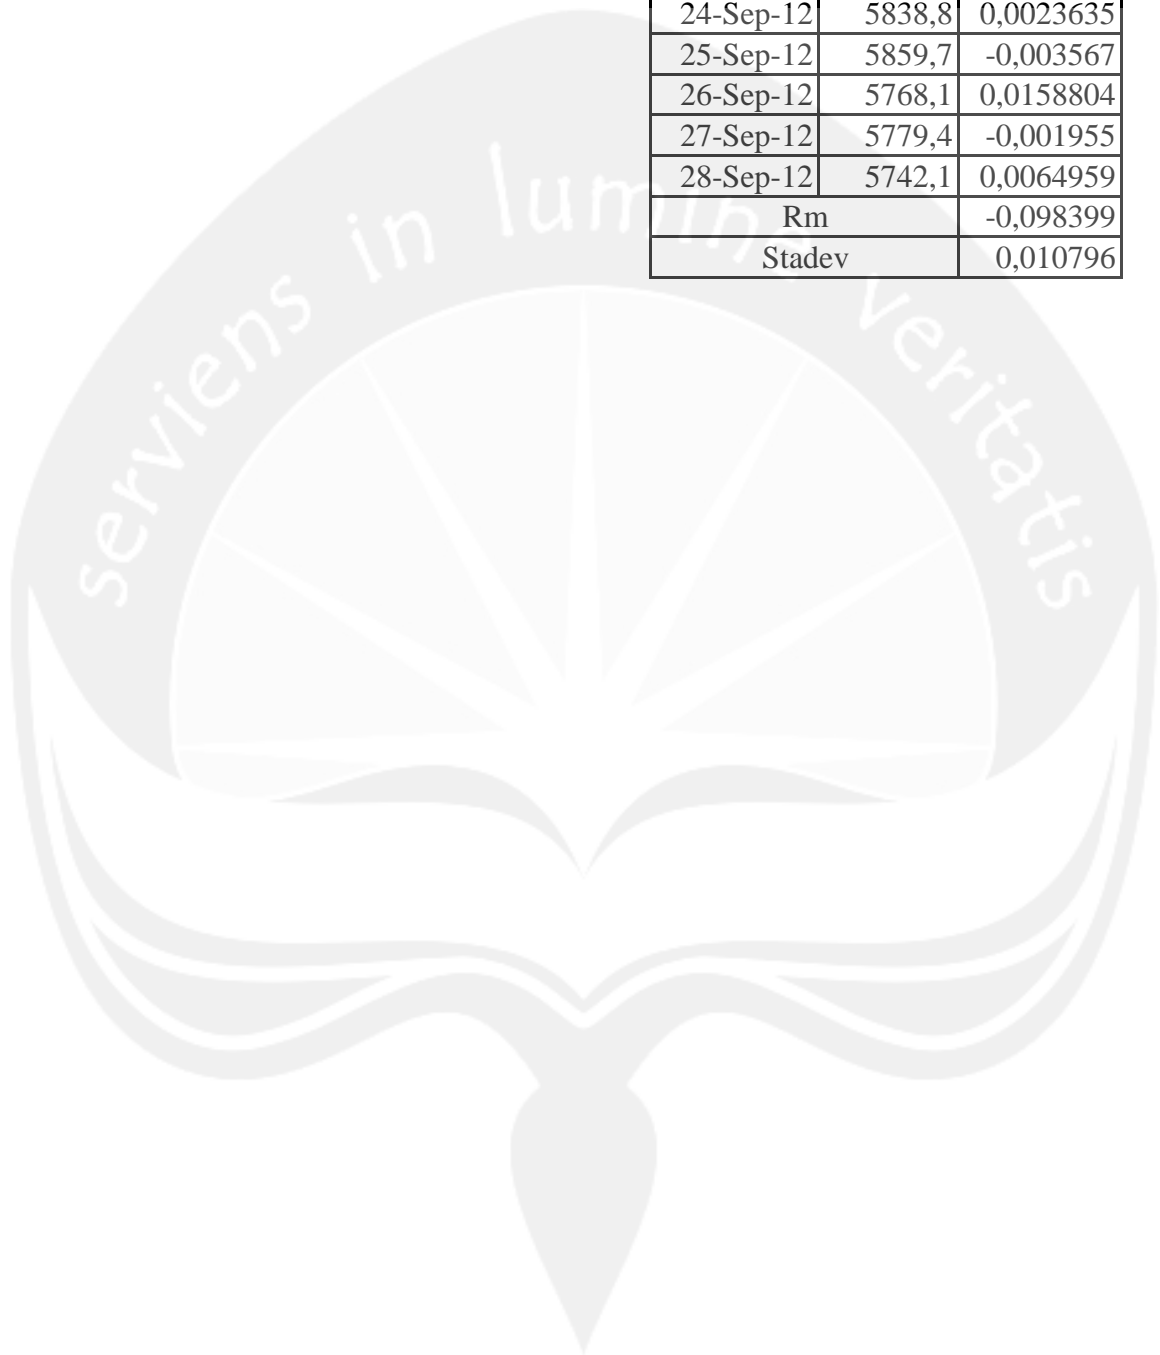 24-Sep-12 5838,8 0,0023635
25-Sep-12 5859,7 -0,003567
26-Sep-12 5768,1 0,0158804
27-Sep-12 5779,4 -0,001955
28-Sep-12 5742,1 0,0064959
Rm -0,098399
Stadev 0,010796
serviens in lumine veritatis